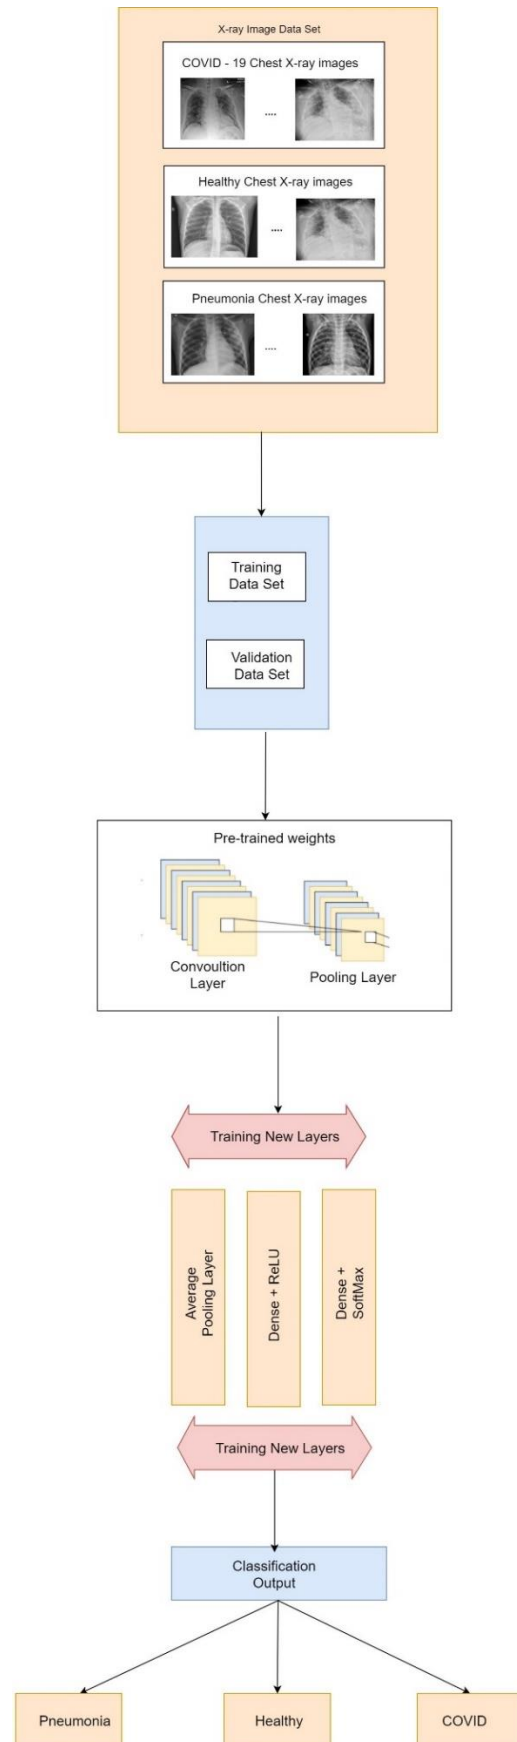 X-ray Image Data Set
COVID - 19 Chest X-ray images
....
Healthy Chest X-ray images
....
Pneumonia Chest X-ray images
....
Training
Data Set
Validation
Data Set
Pre-trained weights
Convoultion
Layer
Pooling Layer
Training New Layers
Average
Pooling Layer
Dense + ReLU
Dense +
SoftMax
Training New Layers
Classification
Output
Pneumonia
Healthy
COVID